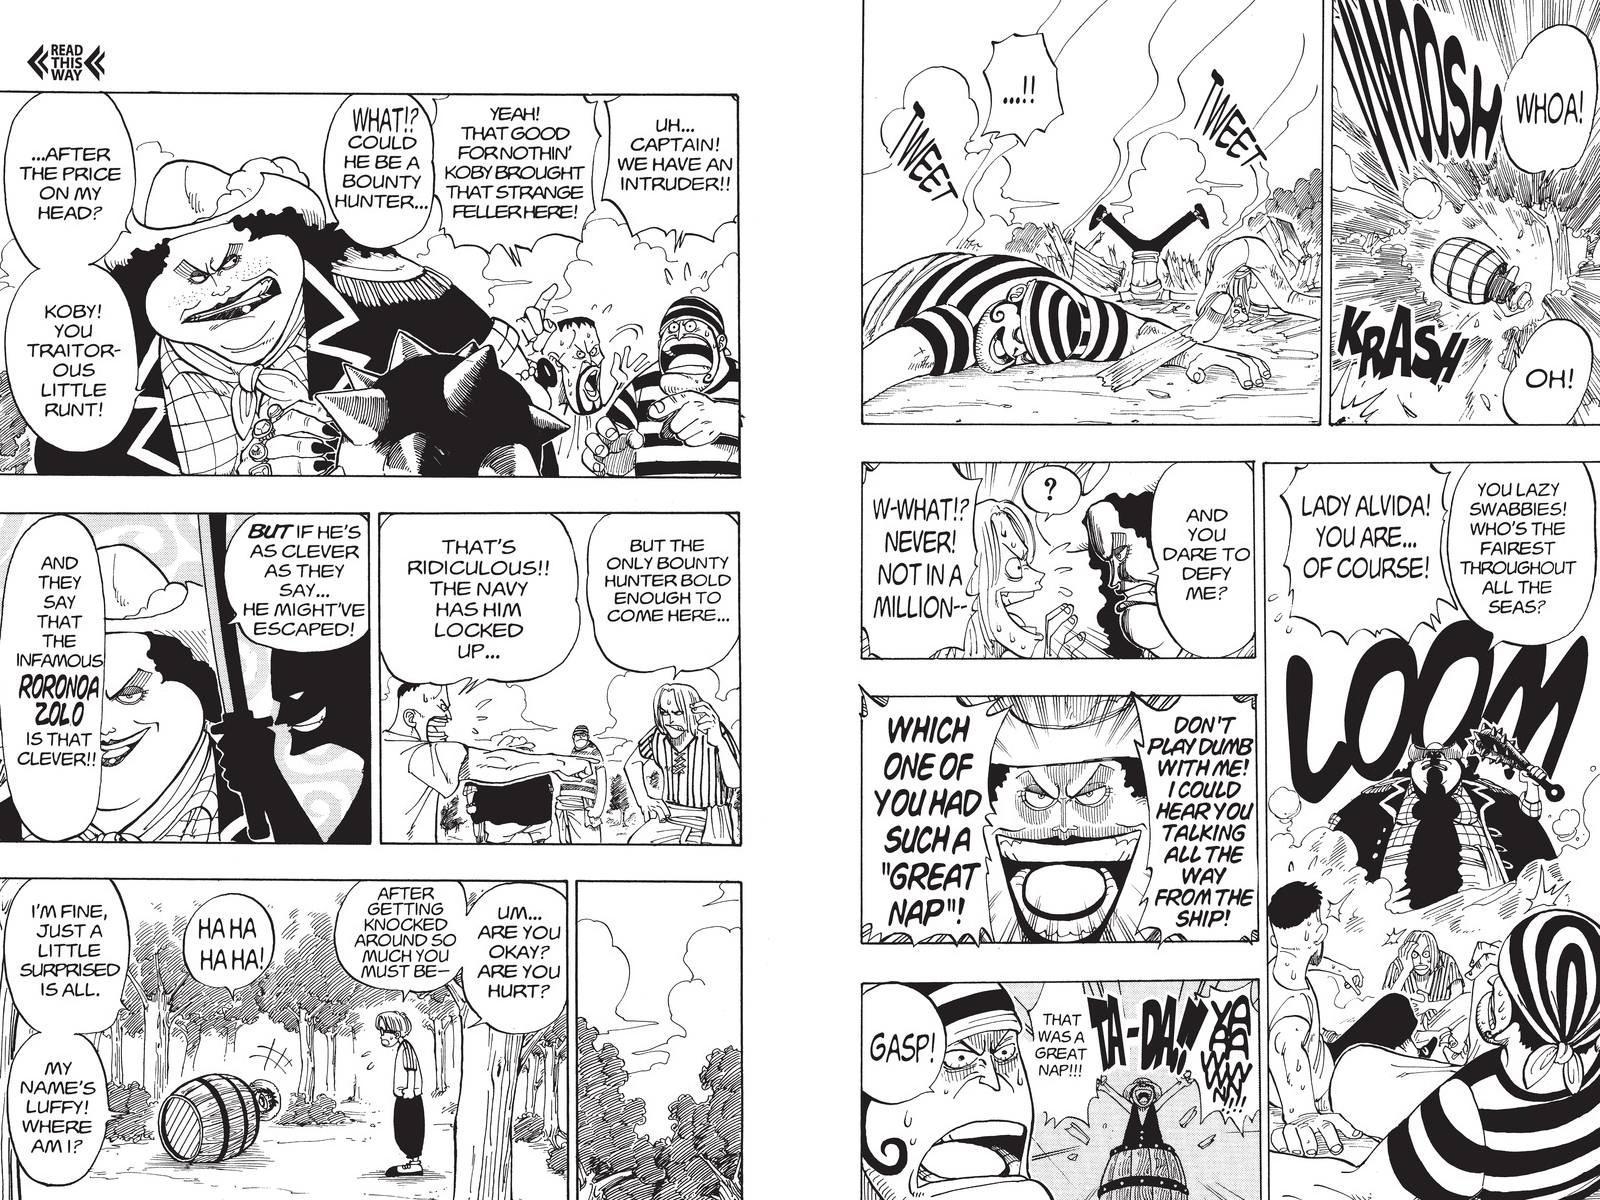 WHOA!
WOOSH
KRASH
OH!
...!!
TWEET
TWEET
YOU LAZY
SWABBIES!
WHO'S THE
FAIREST
THROUGHOUT
ALL THE
SEAS?
LADY ALVIDA!
YOU ARE...
OF COURSE!
LOOM
AND
YOU
DARE TO
DEFY
ME?
?
W-WHAT!?
NEVER!
NOT IN A
MILLION--
DON'T
PLAY DUMB
WITH ME!
I COULD
HEAR YOU
TALKING
ALL THE
WAY
FROM THE
SHIP!
WHICH
ONE OF
YOU HAD
SUCH A
"GREAT
NAP"!
TA-DA!!
THAT
WAS A
GREAT
NAP!!!
GASP!
READ
THIS
WAY
UH...
CAPTAIN!
WE HAVE AN
INTRUDER!!
YEAH!
THAT GOOD
FORNOTHIN'
KOBY BROUGHT
THAT STRANGE
FELLER HERE!
WHAT!?
COULD
HE BE A
BOUNTY
HUNTER...
...AFTER
THE PRICE
ON MY
HEAD?
KOBY!
YOU
TRAITOR-
OUS
LITTLE
RUNT!
BUT THE
ONLY BOUNTY
HUNTER BOLD
ENOUGH TO
COME HERE...
THAT'S
RIDICULOUS!!
THE NAVY
HAS HIM
LOCKED
UP...
BUT IF HE'S
AS CLEVER
AS THEY
SAY...
HE MIGHT'VE
ESCAPED!
AND
THEY
SAY
THAT
THE
INFAMOUS
RORONOA
ZOLO
IS THAT
CLEVER!!
UM...
ARE YOU
OKAY?
ARE YOU
HURT?
AFTER
GETTING
KNOCKED
AROUND SO
MUCH YOU
MUST BE—
HA HA
HA HA!
I'M FINE,
JUST A
LITTLE
SURPRISED
IS ALL.
MY
NAME'S
LUFFY!
WHERE
AM I?